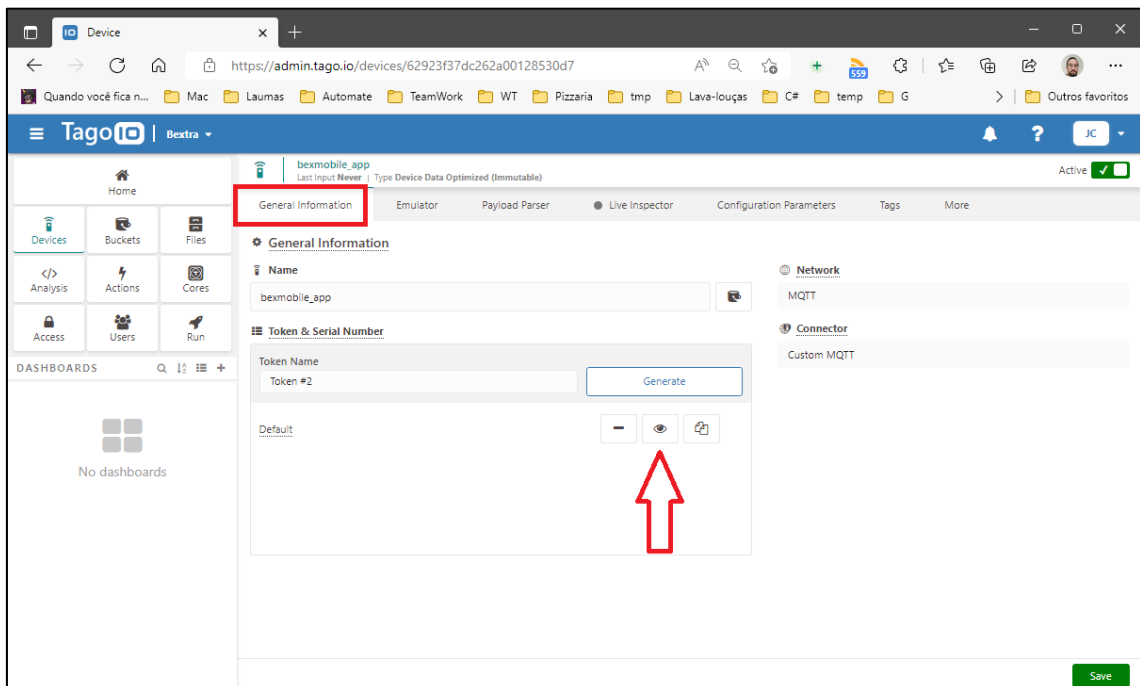 Device
https://admin.tago.io/devices/62923f37dc262a00128530d7
559
Quando você fica n... Mac Laumas Automate TeamWork WT Pizzaria tmp Lava-louças C# temp G Outros favoritos
TagoIO Bextra
? JC
bexmobile_app
Last Input Never | Type Device Data Optimized (Immutable)
Active
Home
General Information Emulator Payload Parser Live Inspector Configuration Parameters Tags More
Devices Buckets Files
General Information
Name
Network
Analysis Actions Cores
bexmobile_app
MQTT
Token & Serial Number
Connector
Access Users Run
Custom MQTT
Token Name
DASHBOARDS
Token #2
Generate
Default
No dashboards
Save